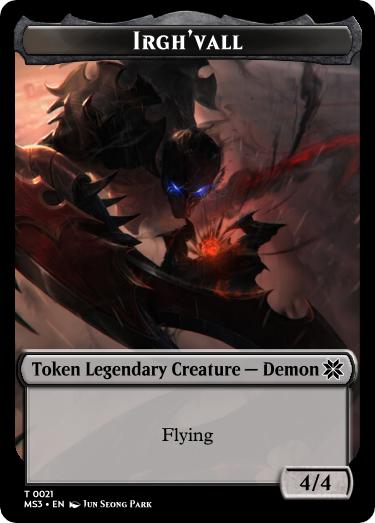 Irgh'vall
Token Legendary Creature — Demon
Flying
4/4
T 0021
MS3 • EN Jun Seong Park